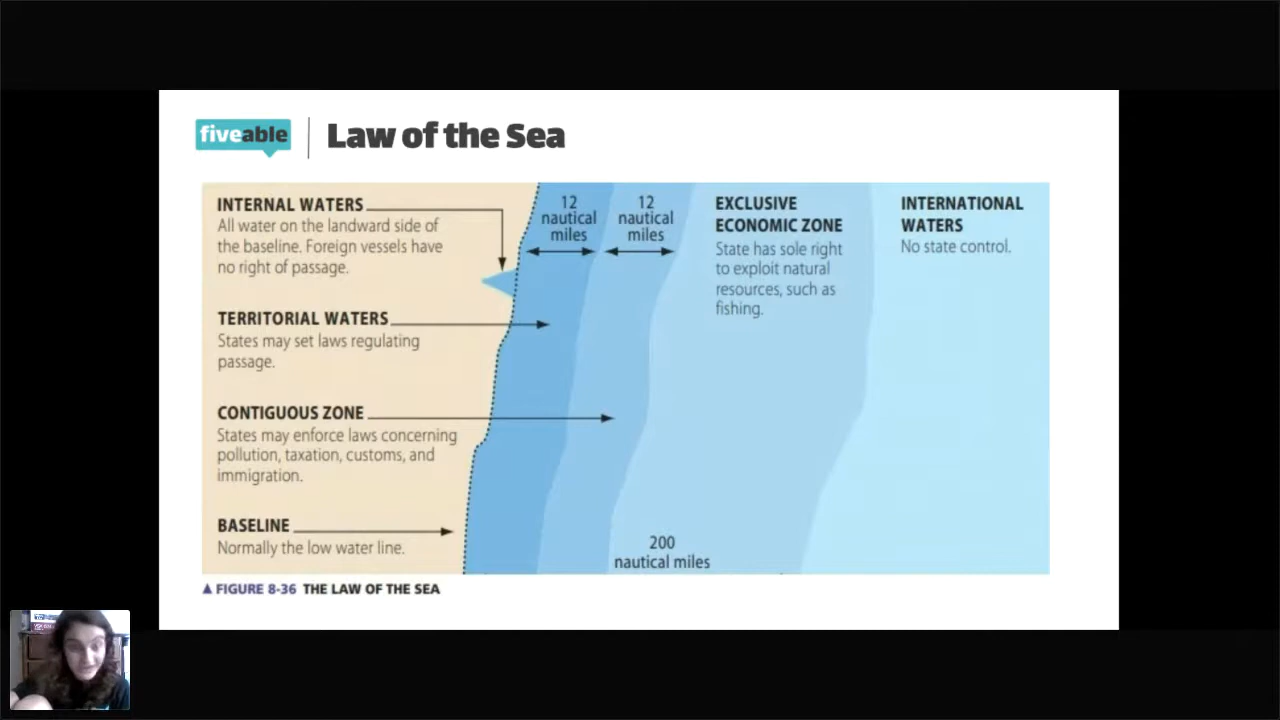 fiveable
Law of the Sea
INTERNAL WATERS
All water on the landward side of
the baseline. Foreign vessels have
no right of passage.
TERRITORIAL WATERS
States may set laws regulating
passage.
CONTIGUOUS ZONE
States may enforce laws concerning
pollution, taxation, customs, and
immigration.
BASELINE
Normally the low water line.
12
nautical
miles
12
nautical
miles
EXCLUSIVE
ECONOMIC ZONE
State has sole right
to exploit natural
resources, such as
fishing.
INTERNATIONAL
WATERS
No state control.
200
nautical miles
▲ FIGURE 8-36 THE LAW OF THE SEA